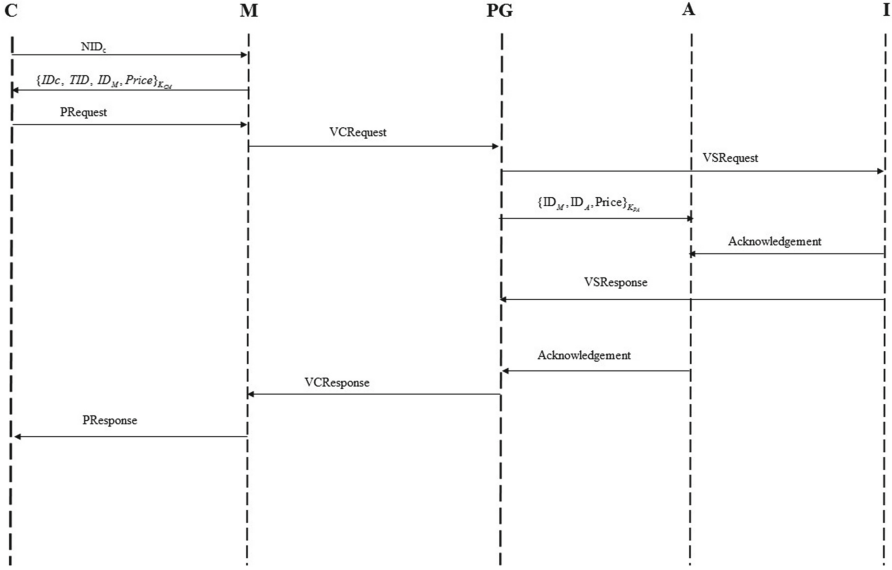 C M PG A I
NIDc
{IDc, TID, IDM, Price}KCM
PRequest
VCRequest
VSRequest
{IDM, IDA, Price}KPA
Acknowledgement
VSResponse
Acknowledgement
VCResponse
PResponse